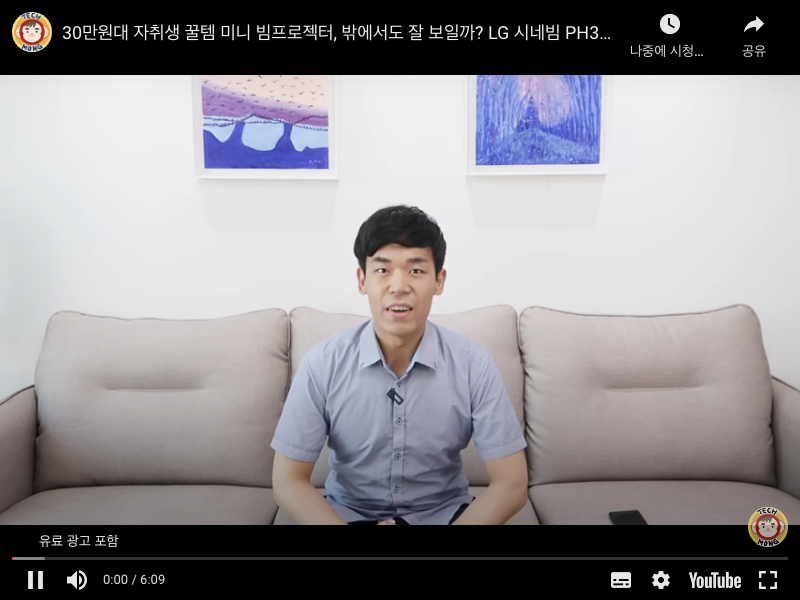 TECH
MONG
30만원대 자취생 꿀템 미니 빔프로젝터, 밖에서도 잘 보일까? LG 시네빔 PH3...
나중에 시청...
공유
TECH
MONG
유료 광고 포함
0:00 / 6:09
YouTube